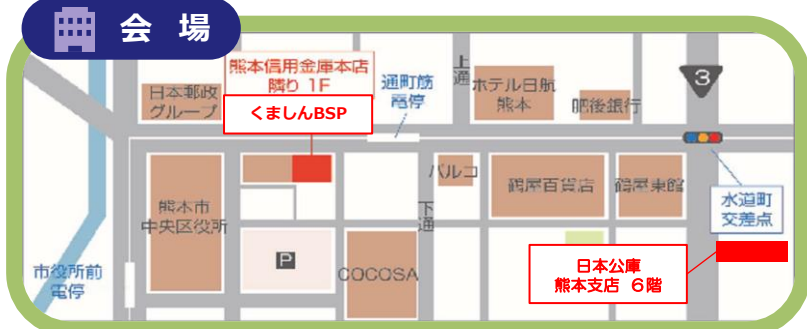 会 場
熊本信用金庫本店
隣り 1F
くましんBSP
日本郵政
グループ
通町筋
電停
上通
ホテル日航
熊本
肥後銀行
3
熊本市
中央区役所
パルコ
鶴屋百貨店
鶴屋東館
水道町
交差点
下通
P
COCOSA
市役所前
電停
日本公庫
熊本支店 6階